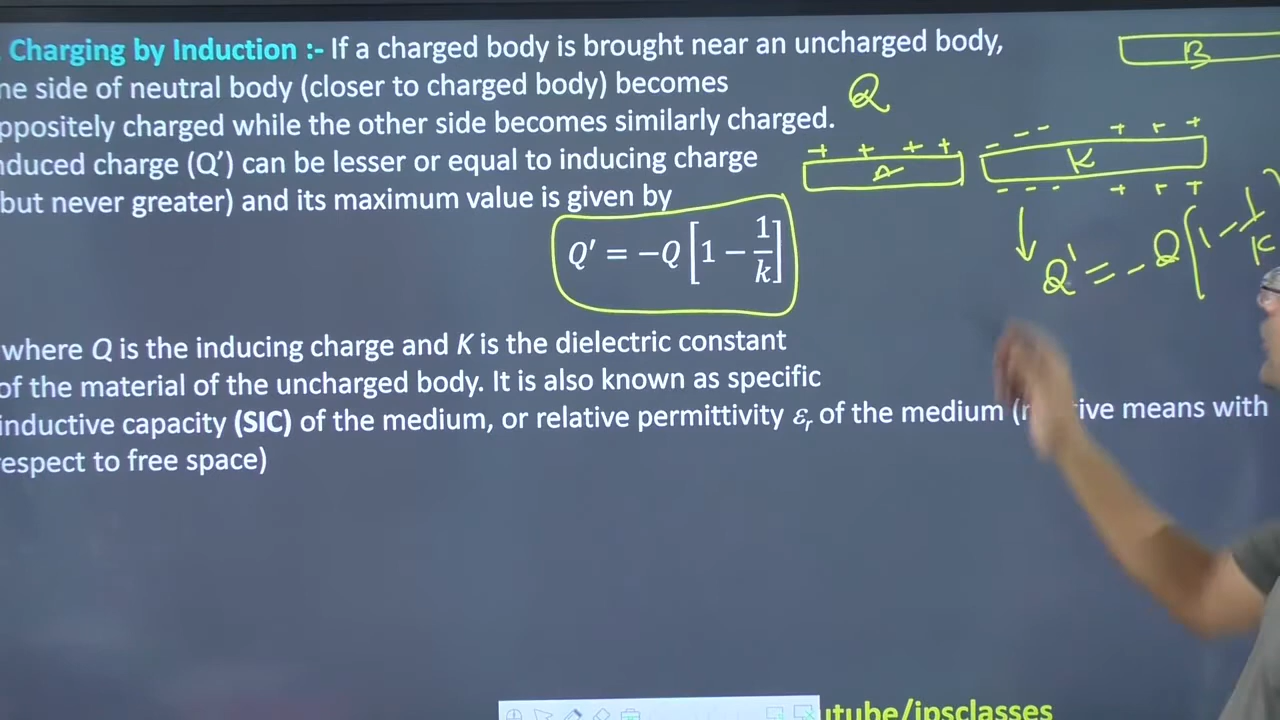 Charging by Induction :- If a charged body is brought near an uncharged body,
ne side of neutral body (closer to charged body) becomes
ppositely charged while the other side becomes similarly charged.
nduced charge (Q′) can be lesser or equal to inducing charge
but never greater) and its maximum value is given by
Q′ = −Q [1 − 1/k]
where Q is the inducing charge and K is the dielectric constant
of the material of the uncharged body. It is also known as specific
inductive capacity (SIC) of the medium, or relative permittivity εr of the medium (r ive means with
espect to free space)
B
Q
+ + + +
A
- - - + + +
K
- - - - + + +
Q' = -Q[1 - 1/K
utube/jpsclasses